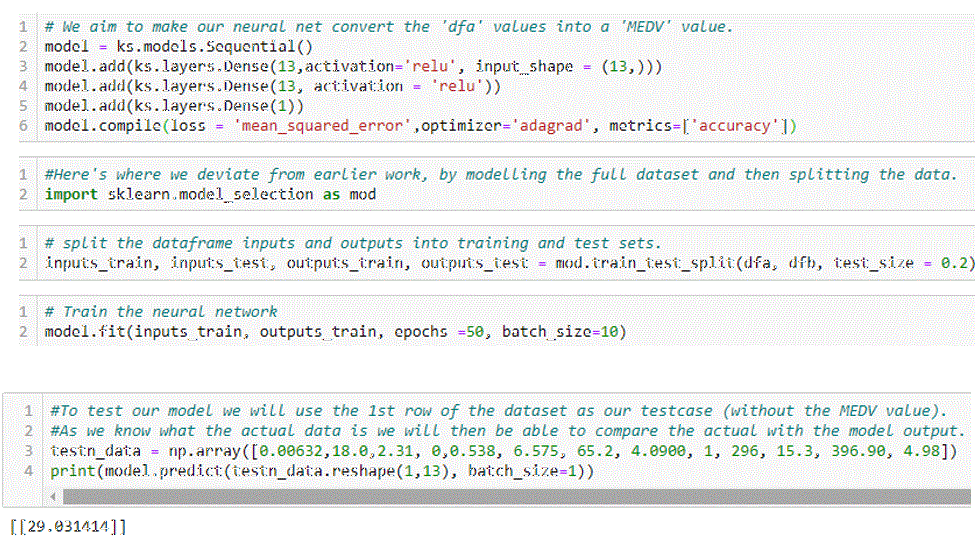 1 # We aim to make our neural net convert the 'dfa' values into a 'MEDV' value.
2 model = ks.models.Sequential()
3 model.add(ks.layers.Dense(13,activation='relu', input_shape = (13,)))
4 model.add(ks.layers.Dense(13, activation = 'relu'))
5 model.add(ks.layers.Dense(1))
6 model.compile(loss = 'mean_squared_error',optimizer='adagrad', metrics=['accuracy'])
1 #Here's where we deviate from earlier work, by modelling the full dataset and then splitting the data.
2 import sklearn.model_selection as mod
1 # split the dataframe inputs and outputs into training and test sets.
2 inputs_train, inputs_test, outputs_train, outputs_test = mod.train_test_split(dfa, dfb, test_size = 0.2)
1 # Train the neural network
2 model.fit(inputs_train, outputs_train, epochs =50, batch_size=10)
1 #To test our model we will use the 1st row of the dataset as our testcase (without the MEDV value).
2 #As we know what the actual data is we will then be able to compare the actual with the model output.
3 testn_data = np.array([0.00632,18.0,2.31, 0,0.538, 6.575, 65.2, 4.0900, 1, 296, 15.3, 396.90, 4.98])
4 print(model.predict(testn_data.reshape(1,13), batch_size=1))
[[29.031414]]